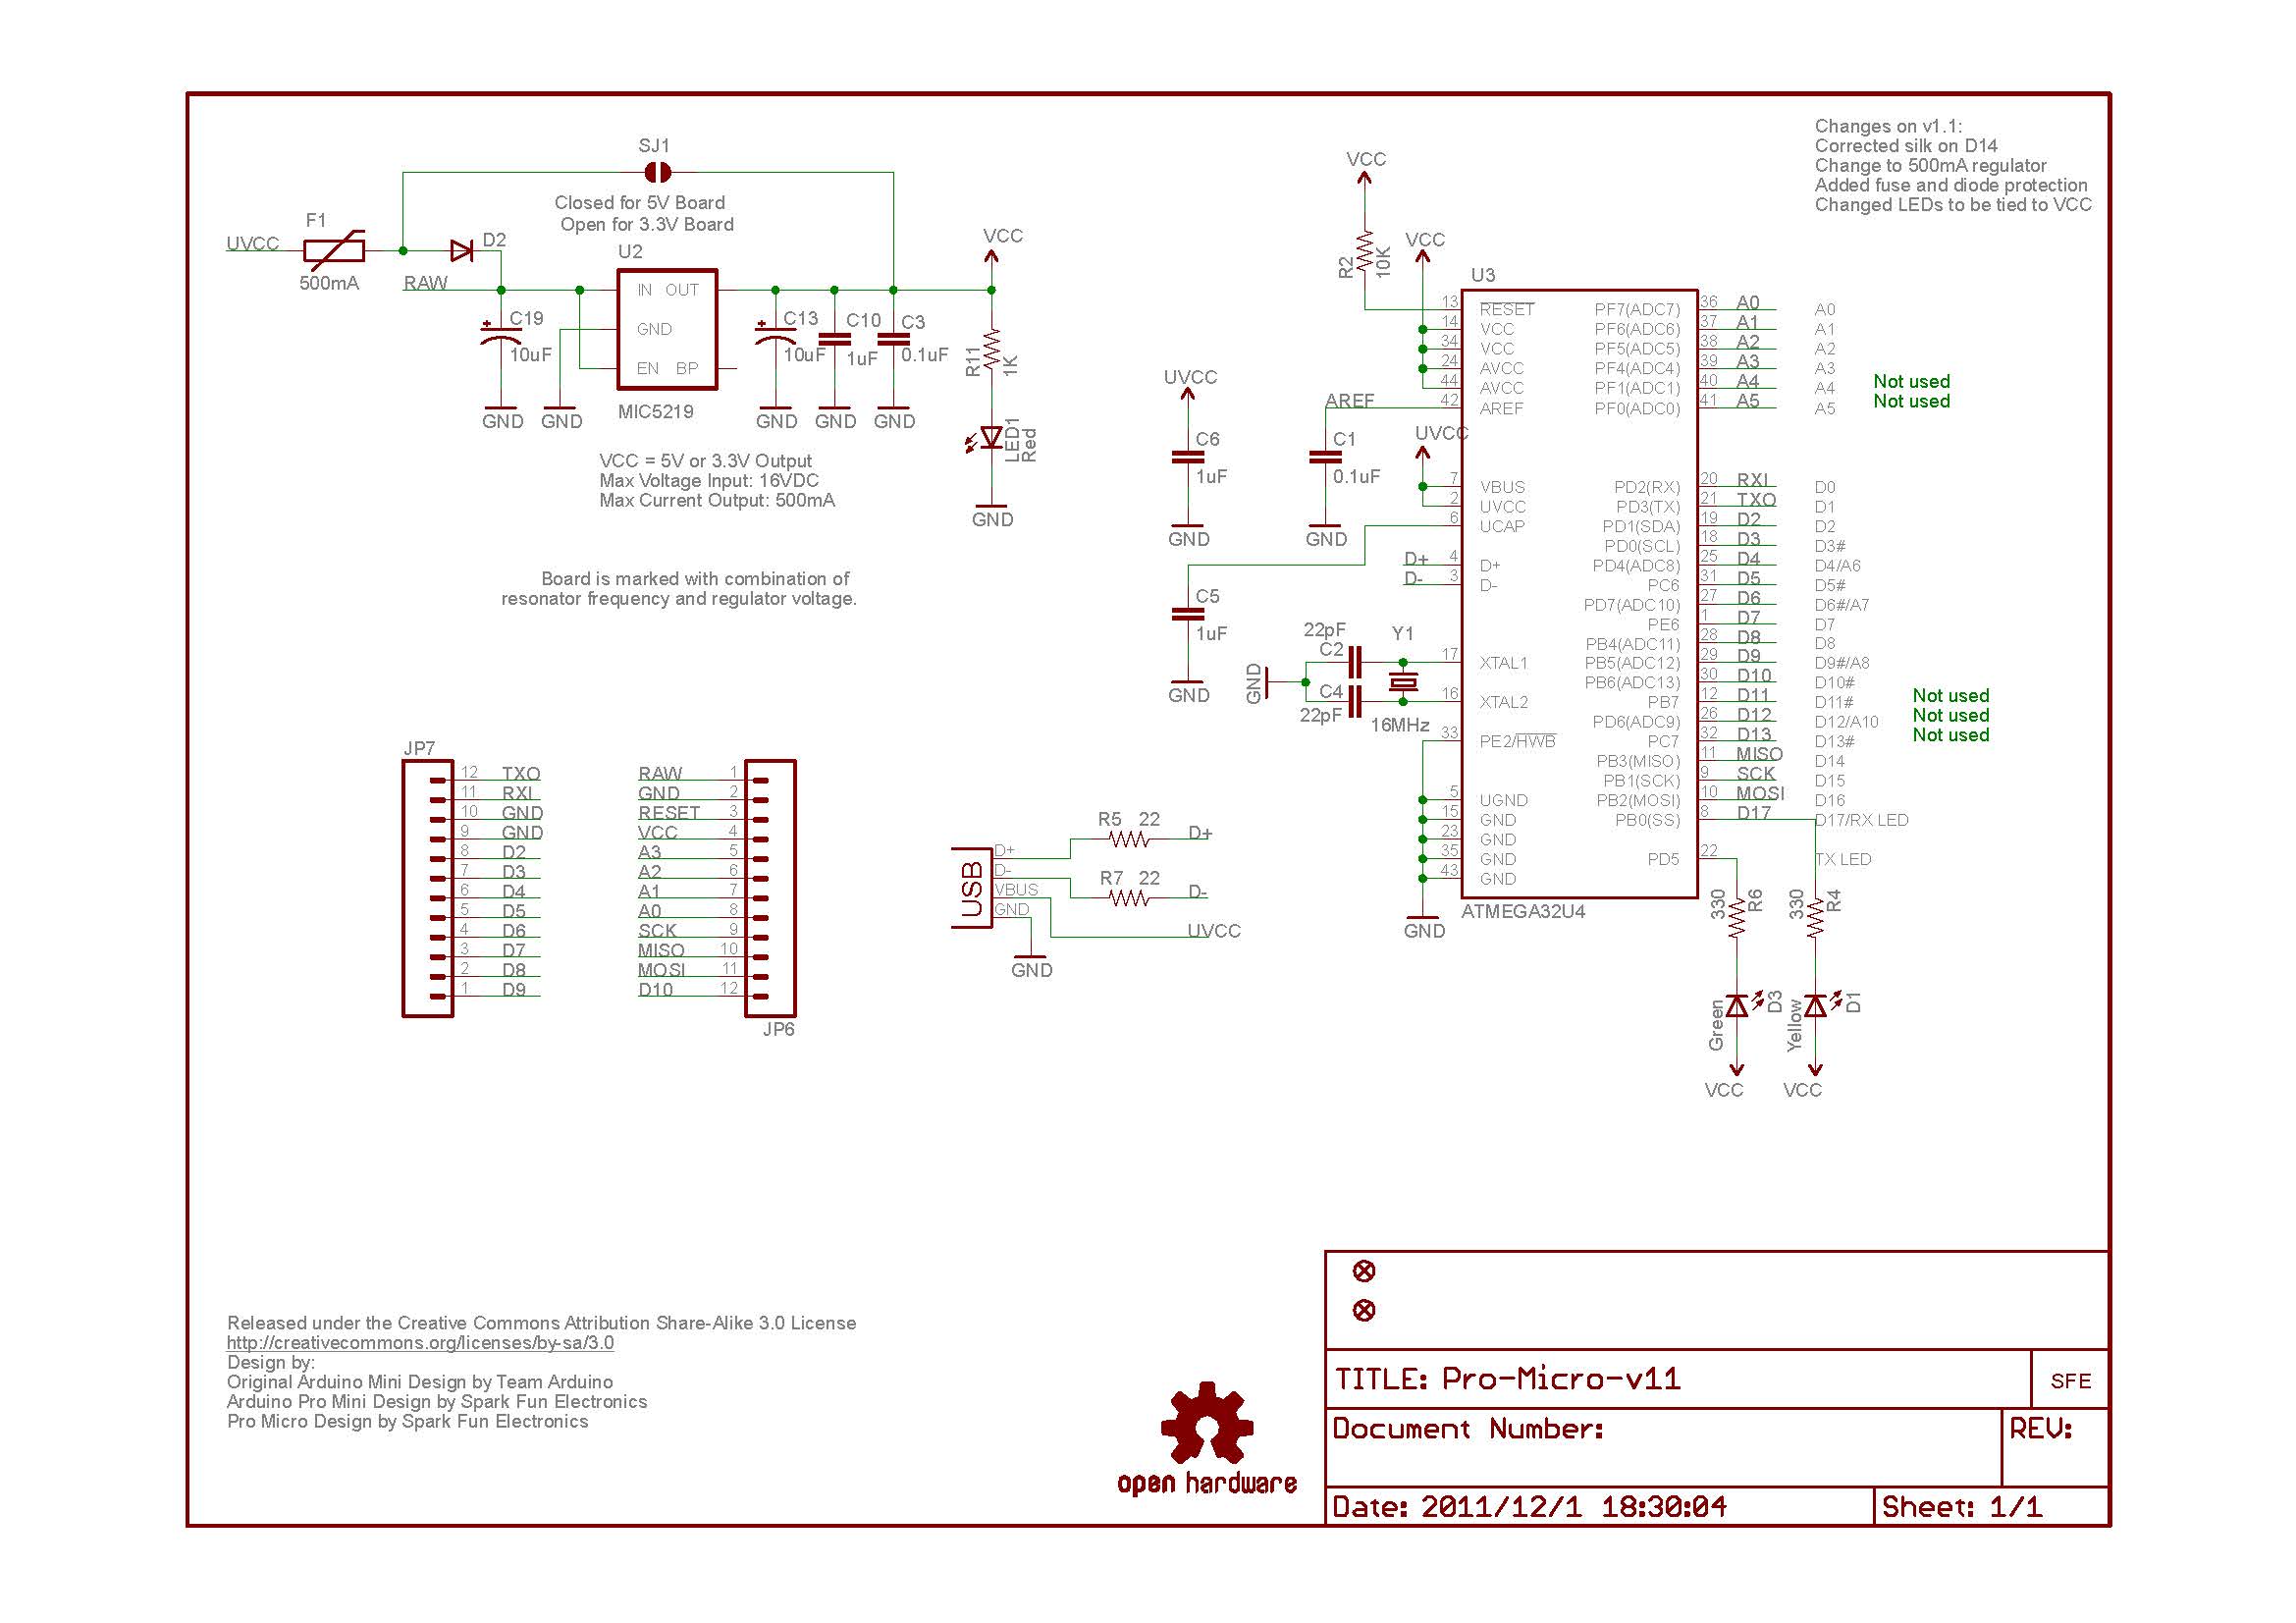 Changes on v1.1:
Corrected silk on D14
Change to 500mA regulator
Added fuse and diode protection
Changed LEDs to be tied to VCC
SJ1
Closed for 5V Board
Open for 3.3V Board
F1
UVCC
500mA
D2
RAW
U2
IN OUT
GND
EN BP
MIC5219
C19
10uF
GND
GND
C13
10uF
GND
C10
1uF
GND
C3
0.1uF
GND
VCC
R11
1K
LED1
Red
GND
VCC = 5V or 3.3V Output
Max Voltage Input: 16VDC
Max Current Output: 500mA
Board is marked with combination of
resonator frequency and regulator voltage.
VCC
R2
10K
VCC
UVCC
C6
1uF
GND
AREF
C1
0.1uF
GND
UVCC
C5
1uF
GND
D+
D-
22pF
C2
C4
22pF
GND
Y1
16MHz
GND
U3
13 RESET
14 VCC
34 VCC
24 AVCC
44 AVCC
42 AREF
7 VBUS
2 UVCC
6 UCAP
4 D+
3 D-
17 XTAL1
16 XTAL2
33 PE2/HWB
5 UGND
15 GND
23 GND
35 GND
43 GND
ATMEGA32U4
PF7(ADC7) 36 A0 A0
PF6(ADC6) 37 A1 A1
PF5(ADC5) 38 A2 A2
PF4(ADC4) 39 A3 A3
PF1(ADC1) 40 A4 A4 Not used
PF0(ADC0) 41 A5 A5 Not used
PD2(RX) 20 RXI D0
PD3(TX) 21 TXO D1
PD1(SDA) 19 D2 D2
PD0(SCL) 18 D3 D3#
PD4(ADC8) 25 D4 D4/A6
PC6 31 D5 D5#
PD7(ADC10) 27 D6 D6#/A7
PE6 1 D7 D7
PB4(ADC11) 28 D8 D8
PB5(ADC12) 29 D9 D9#/A8
PB6(ADC13) 30 D10 D10#
PB7 12 D11 D11# Not used
PD6(ADC9) 26 D12 D12/A10 Not used
PC7 32 D13 D13# Not used
PB3(MISO) 11 MISO D14
PB1(SCK) 9 SCK D15
PB2(MOSI) 10 MOSI D16
PB0(SS) 8 D17 D17/RX LED
PD5 22 TX LED
330
R6
330
R4
Green
D3
Yellow
D1
VCC
VCC
JP7
12 TXO
11 RXI
10 GND
9 GND
8 D2
7 D3
6 D4
5 D5
4 D6
3 D7
2 D8
1 D9
RAW 1
GND 2
RESET 3
VCC 4
A3 5
A2 6
A1 7
A0 8
SCK 9
MISO 10
MOSI 11
D10 12
JP6
USB
D+
D-
VBUS
GND
R5 22 D+
R7 22 D-
UVCC
GND
Released under the Creative Commons Attribution Share-Alike 3.0 License
http://creativecommons.org/licenses/by-sa/3.0
Design by:
Original Arduino Mini Design by Team Arduino
Arduino Pro Mini Design by Spark Fun Electronics
Pro Micro Design by Spark Fun Electronics
open hardware
TITLE: Pro-Micro-v11
SFE
Document Number:
REV:
Date: 2011/12/1 18:30:04
Sheet: 1/1